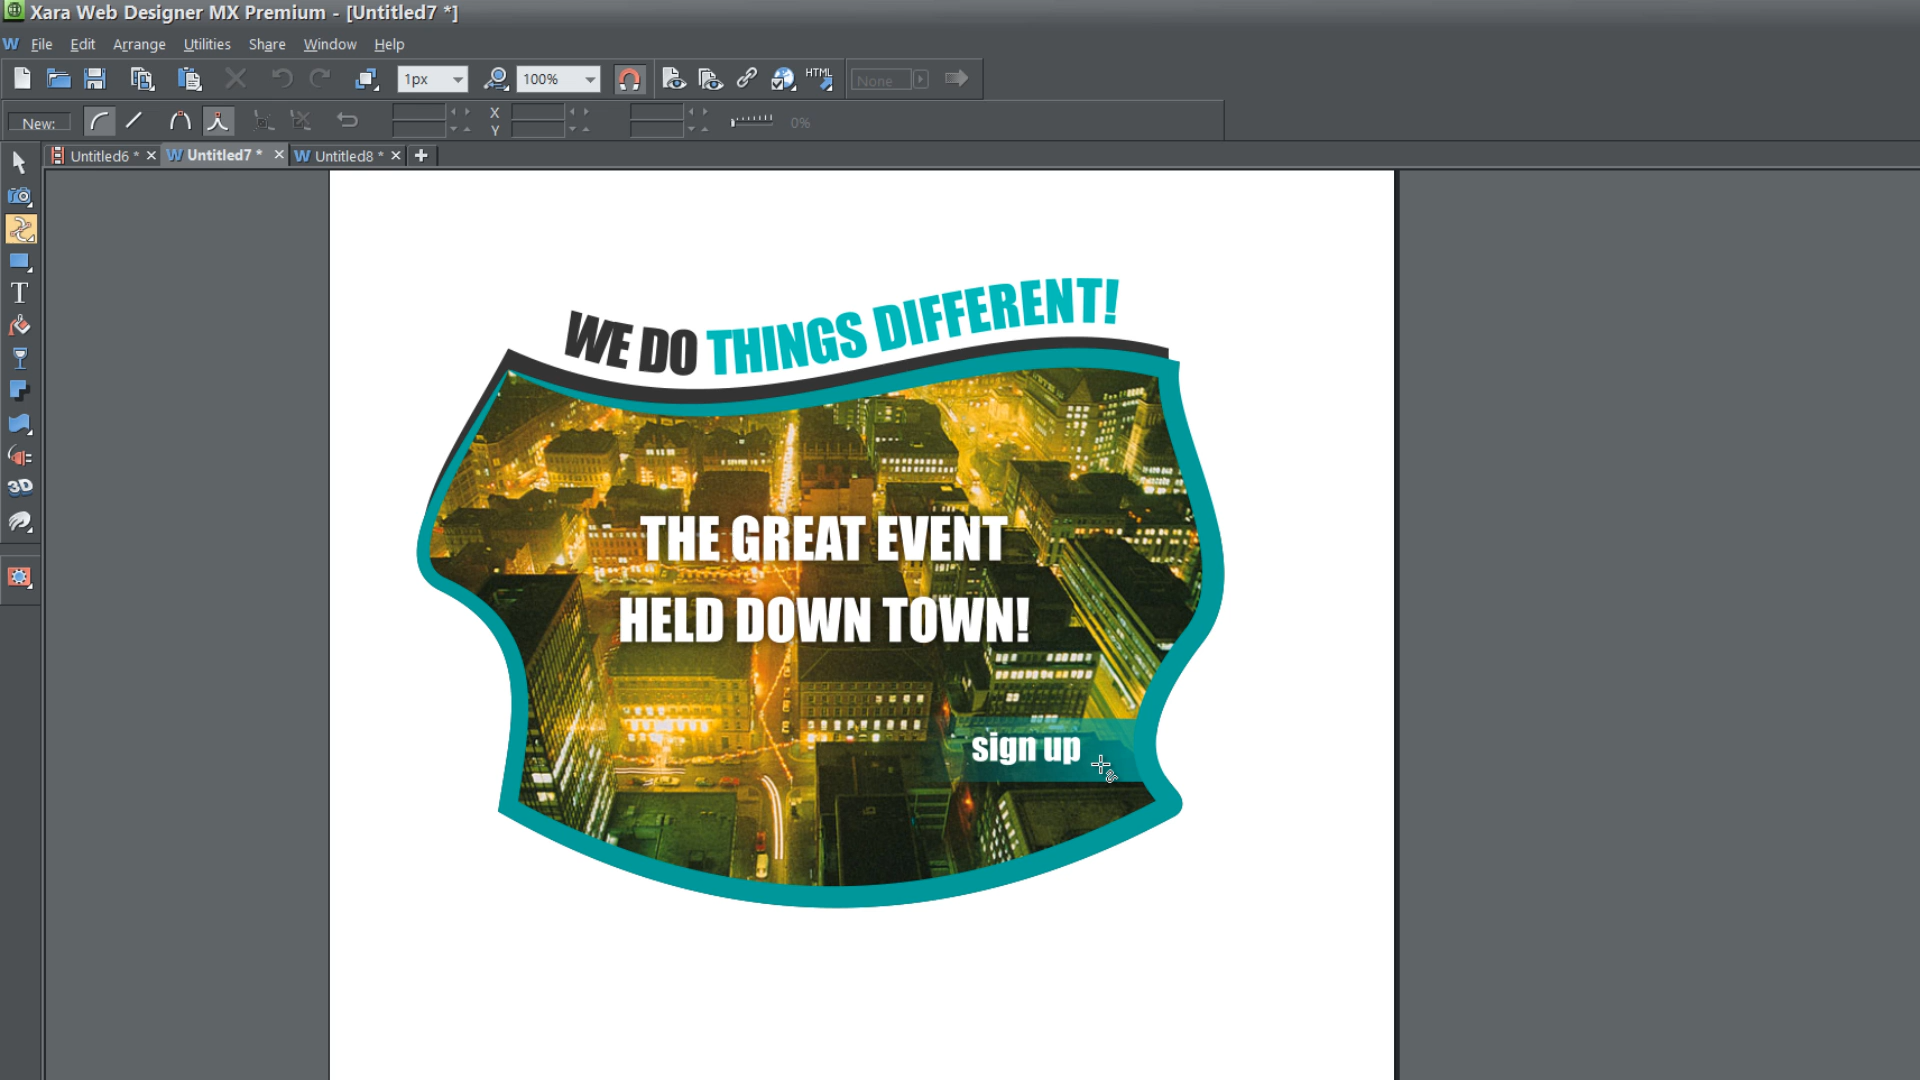 Xara Web Designer MX Premium - [Untitled7 *]
W File Edit Arrange Utilities Share Window Help
1px 100% HTML None
New: X 0%
Y
Untitled6 * W Untitled7 * W Untitled8 *
T
3D
WE DO THINGS DIFFERENT!
THE GREAT EVENT
HELD DOWN TOWN!
sign up